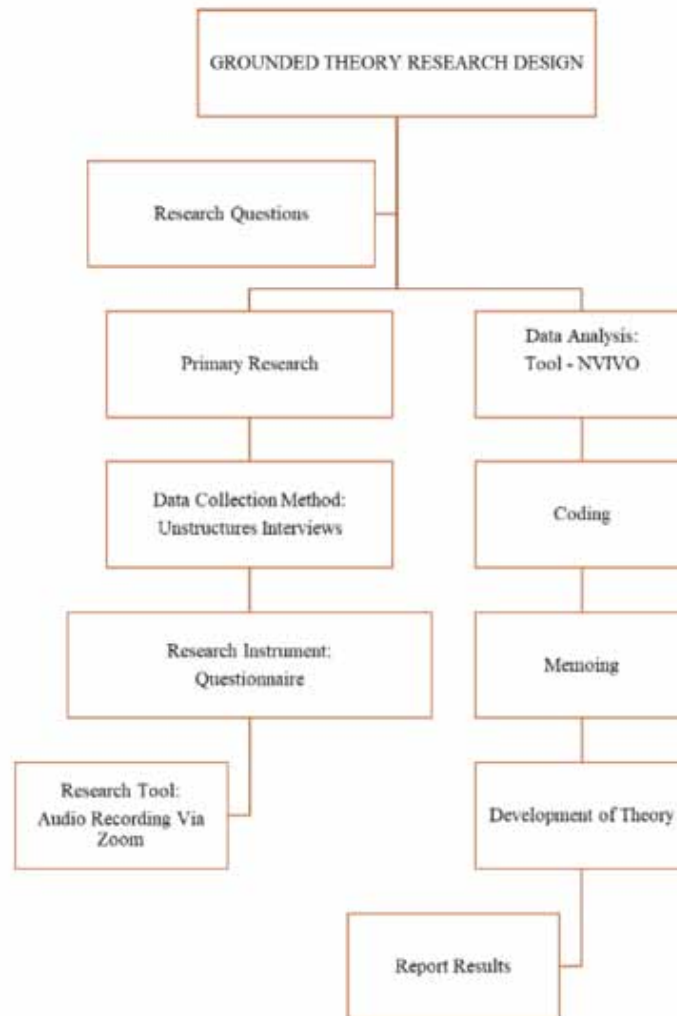 GROUNDED THEORY RESEARCH DESIGN
Research Questions
Primary Research
Data Analysis:
Tool - NVIVO
Data Collection Method:
Unstructures Interviews
Coding
Research Instrument:
Questionnaire
Memoing
Research Tool:
Audio Recording Via
Zoom
Development of Theory
Report Results